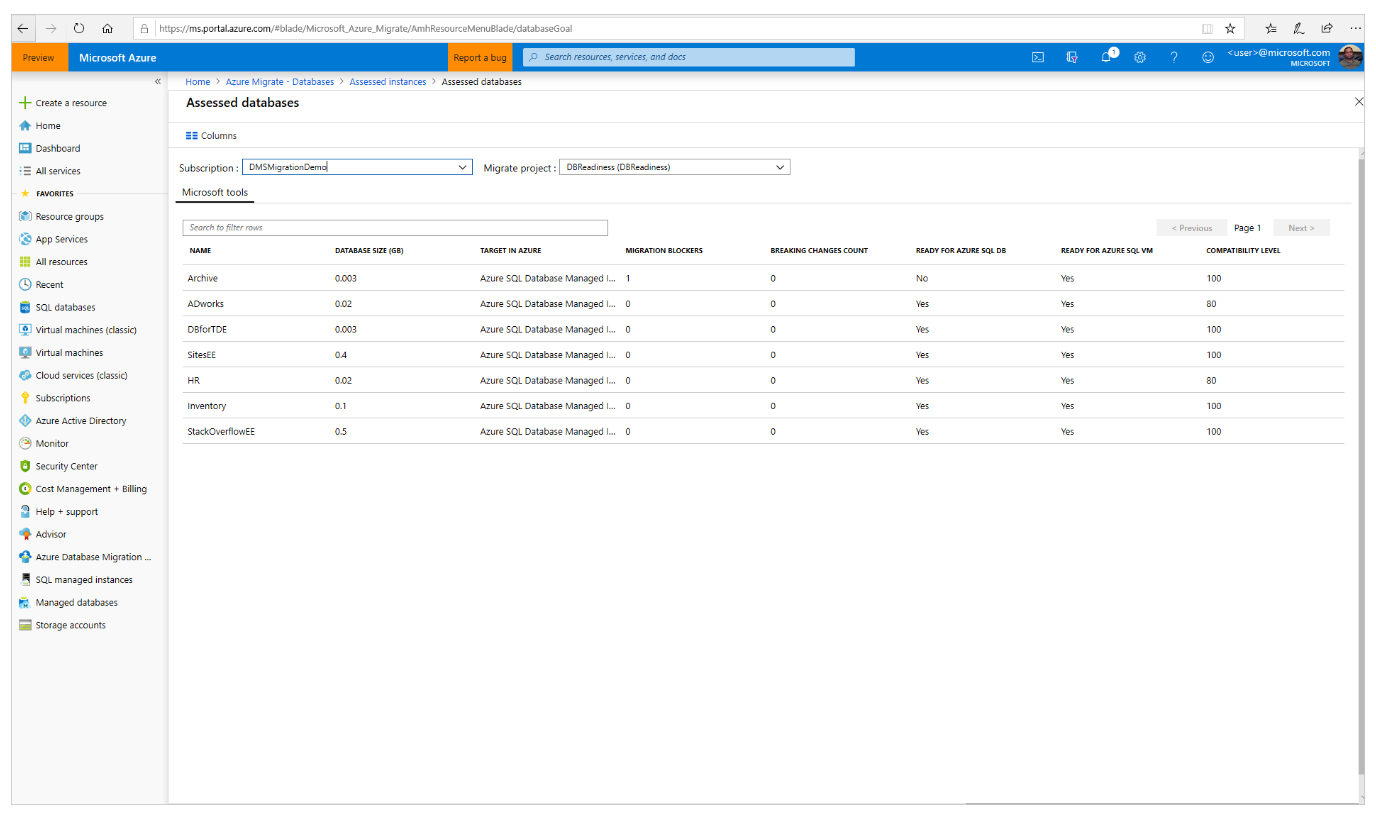 https://ms.portal.azure.com/#blade/Microsoft_Azure_Migrate/AmhResourceMenuBlade/databaseGoal
Preview Microsoft Azure Report a bug Search resources, services, and docs 1 <user>@microsoft.com
MICROSOFT
Home > Azure Migrate - Databases > Assessed instances > Assessed databases
Assessed databases
Columns
Subscription : DMSMigrationDemo Migrate project : DBReadiness (DBReadiness)
Microsoft tools
Search to filter rows < Previous Page 1 Next >
NAME DATABASE SIZE (GB) TARGET IN AZURE MIGRATION BLOCKERS BREAKING CHANGES COUNT READY FOR AZURE SQL DB READY FOR AZURE SQL VM COMPATIBILITY LEVEL
Archive 0.003 Azure SQL Database Managed I... 1 0 No Yes 100
ADworks 0.02 Azure SQL Database Managed I... 0 0 Yes Yes 80
DBforTDE 0.003 Azure SQL Database Managed I... 0 0 Yes Yes 100
SitesEE 0.4 Azure SQL Database Managed I... 0 0 Yes Yes 100
HR 0.02 Azure SQL Database Managed I... 0 0 Yes Yes 80
Inventory 0.1 Azure SQL Database Managed I... 0 0 Yes Yes 100
StackOverflowEE 0.5 Azure SQL Database Managed I... 0 0 Yes Yes 100
Create a resource
Home
Dashboard
All services
FAVORITES
Resource groups
App Services
All resources
Recent
SQL databases
Virtual machines (classic)
Virtual machines
Cloud services (classic)
Subscriptions
Azure Active Directory
Monitor
Security Center
Cost Management + Billing
Help + support
Advisor
Azure Database Migration ...
SQL managed instances
Managed databases
Storage accounts